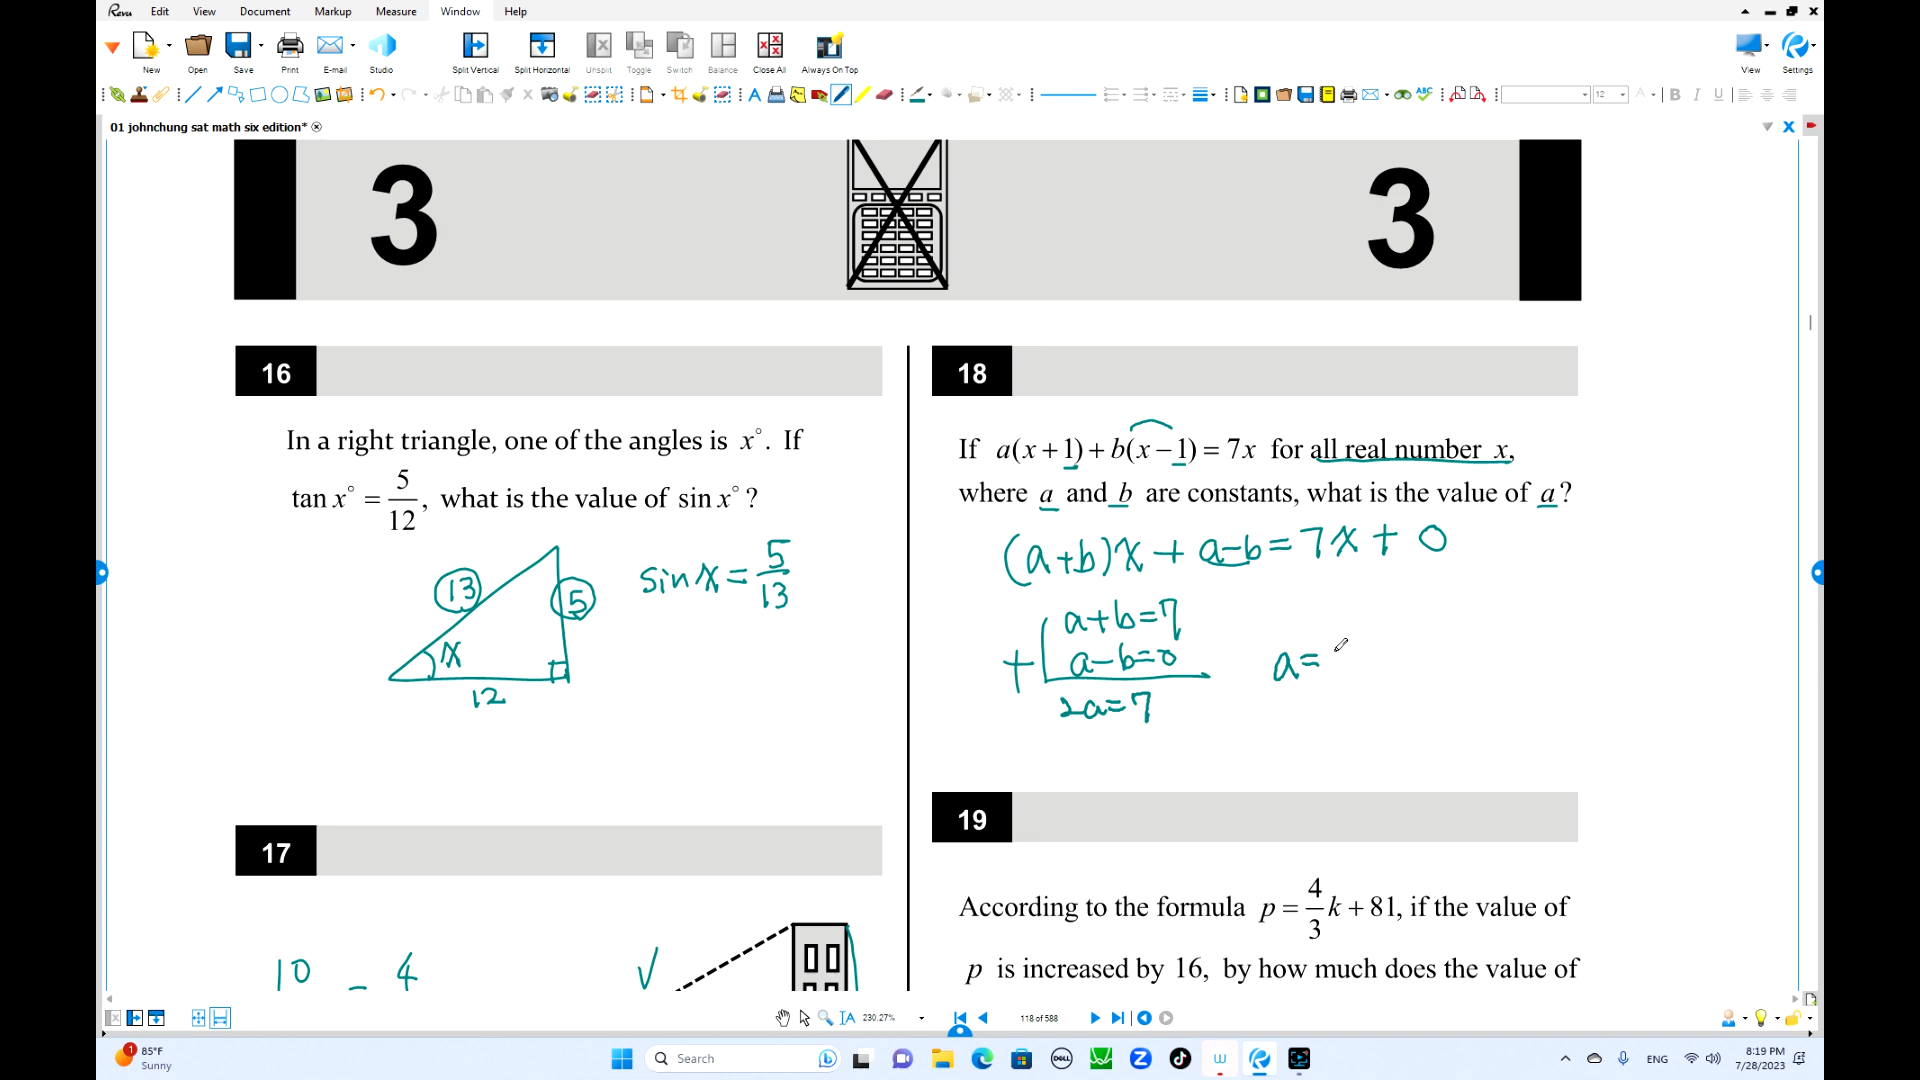 Revu Edit View Document Markup Measure Window Help
New Open Save Print E-mail Studio Split Vertical Split Horizontal Unsplit Toggle Switch Balance Close All Always On Top View Settings
12
01 johnchung sat math six edition*
3 3
16
In a right triangle, one of the angles is x°. If
tan x° = 5/12, what is the value of sin x° ?
13 5
x
12
sin x = 5/13
17
10 - 4
18
If a(x+1)+b(x−1)=7x for all real number x,
where a and b are constants, what is the value of a?
(a+b)x + a-b = 7x + 0
a+b=7
+ a-b=0
2a=7
a=
19
According to the formula p = 4/3 k + 81, if the value of
p is increased by 16, by how much does the value of
230.27% 118 of 588
1
85°F
Sunny
Search
DELL
ENG
8:19 PM
7/28/2023